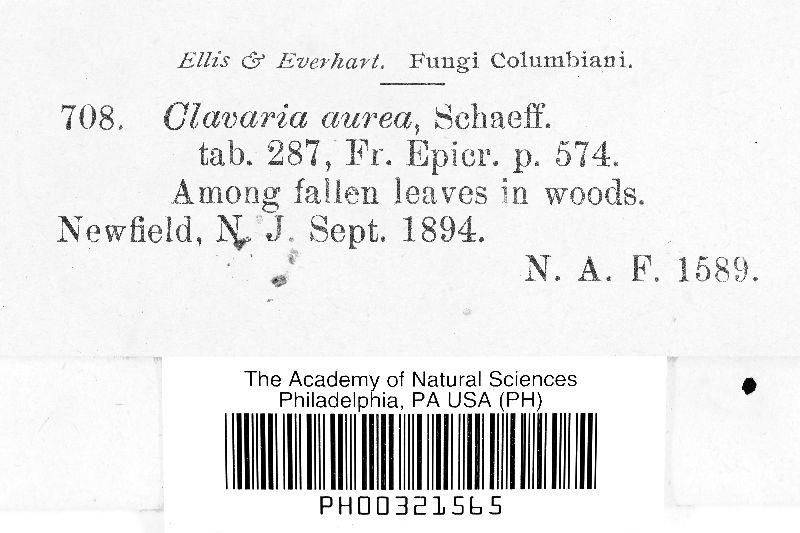 Ellis & Everhart. Fungi Columbiani.
708. Clavaria aurea, Schaeff.
tab. 287, Fr. Epicr. p. 574.
Among fallen leaves in woods.
Newfield, N. J. Sept. 1894.
N. A. F. 1589.
The Academy of Natural Sciences
Philadelphia, PA USA (PH)
PH00321565